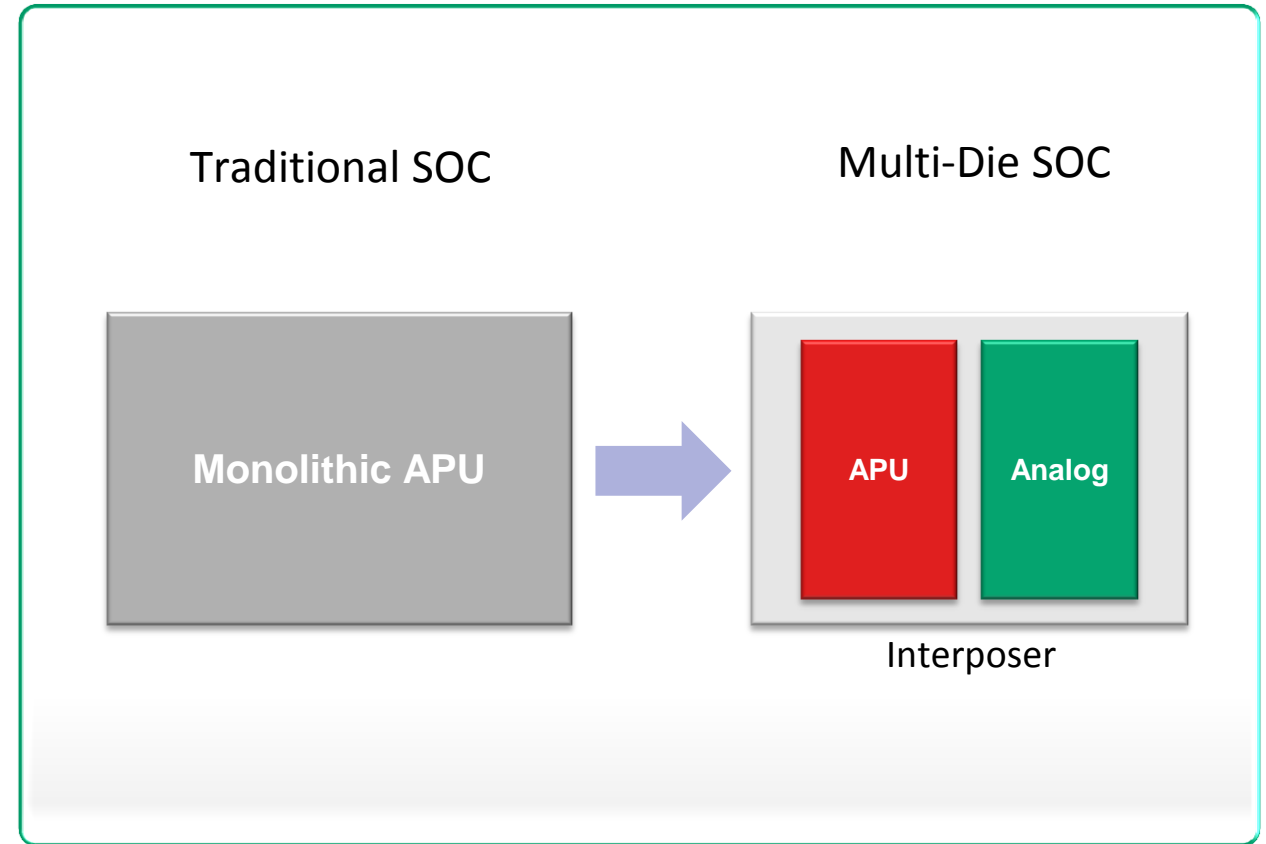 Traditional SOC
Multi-Die SOC
Monolithic APU
APU
Analog
Interposer